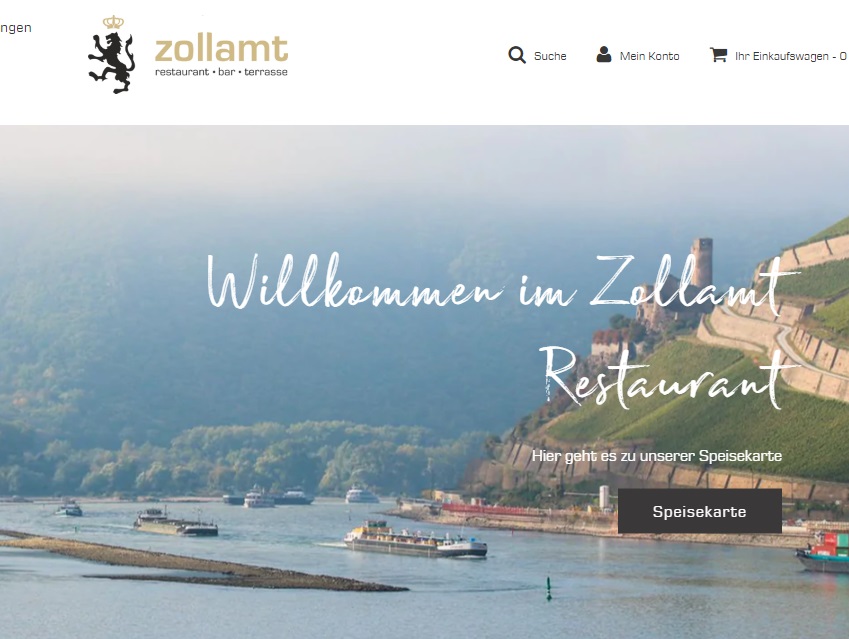 ngen
zollamt
restaurant • bar • terrasse
Suche
Mein Konto
Ihr Einkaufswagen - 0
Willkommen im Zollamt
Restaurant
Hier geht es zu unserer Speisekarte
Speisekarte